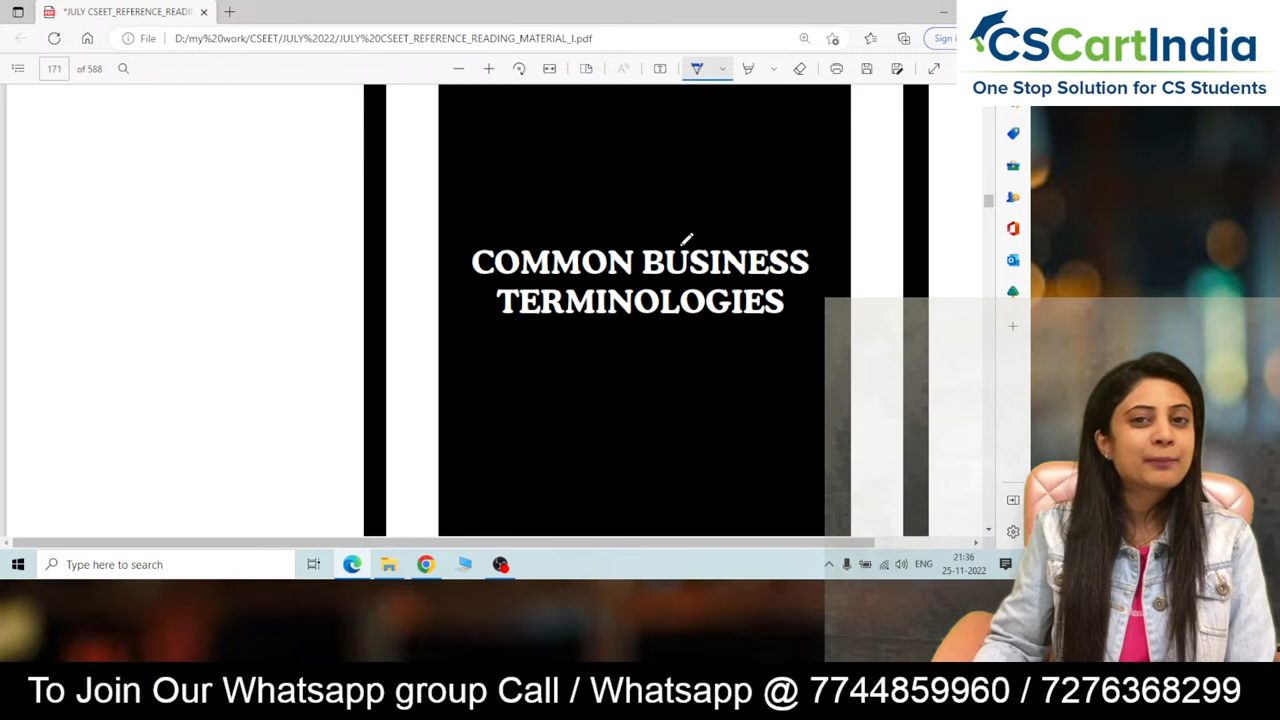 *JULY CSEET_REFERENCE_READI
CSCartIndia
One Stop Solution for CS Students
File
D:/my%20work/CSEET/JULY%202022/JULY%20CSEET_REFERENCE_READING_MATERIAL_I.pdf
Sign i
171 of 588
COMMON BUSINESS
TERMINOLOGIES
Type here to search
ENG
21:36
25-11-2022
To Join Our Whatsapp group Call / Whatsapp @ 7744859960 / 7276368299